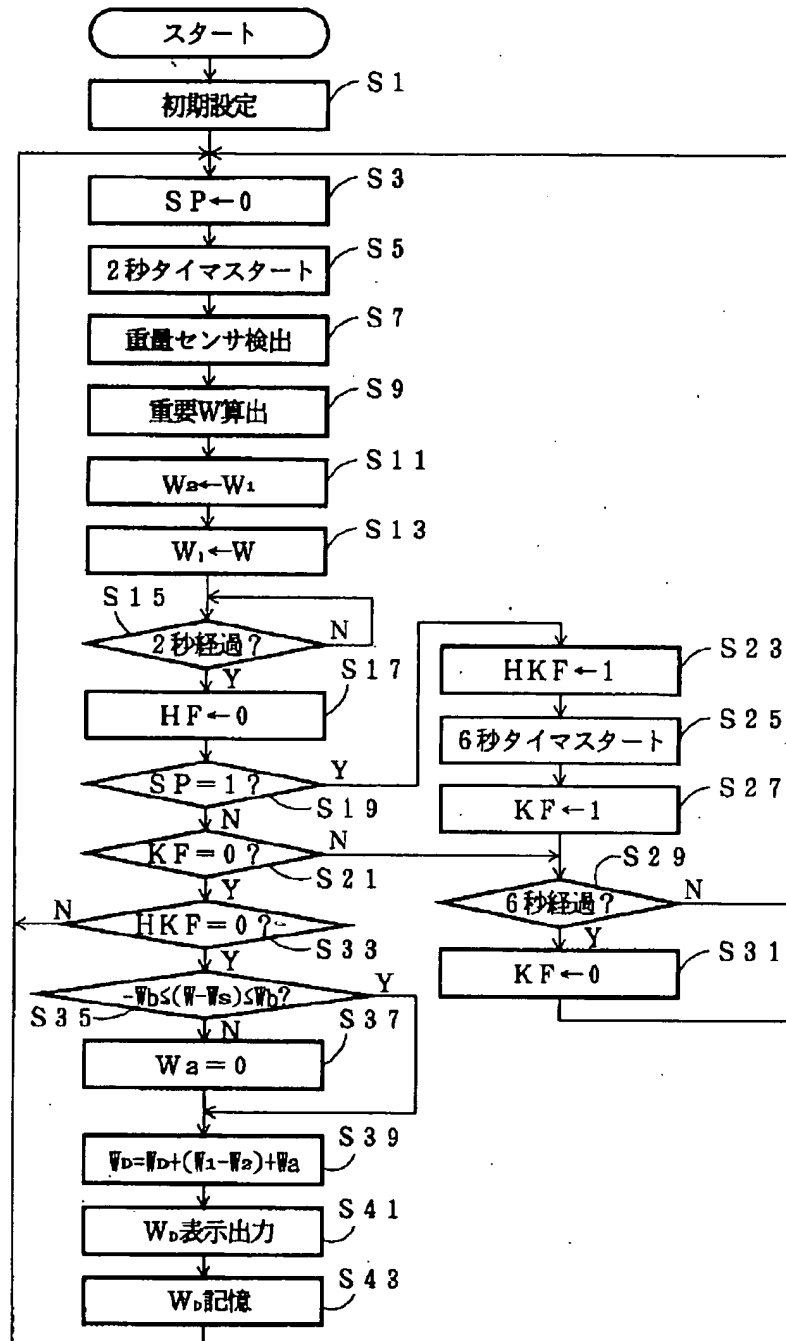 スタート
初期設定
S1
SP←0
S3
2秒タイマスタート
S5
重量センサ検出
S7
重要W算出
S9
W₂←W₁
S11
W₁←W
S13
S15
2秒経過?
N
Y
HF←0
S17
SP=1?
Y
S19
N
KF=0?
N
S21
Y
HKF=0?
N
S33
Y
-Wb≤(W-Ws)≤Wb?
Y
S35
N
Wa=0
S37
W_D=W_D+(W₁-W₂)+Wa
S39
W_D表示出力
S41
W_D記憶
S43
HKF←1
S23
6秒タイマスタート
S25
KF←1
S27
6秒経過?
S29
N
Y
KF←0
S31